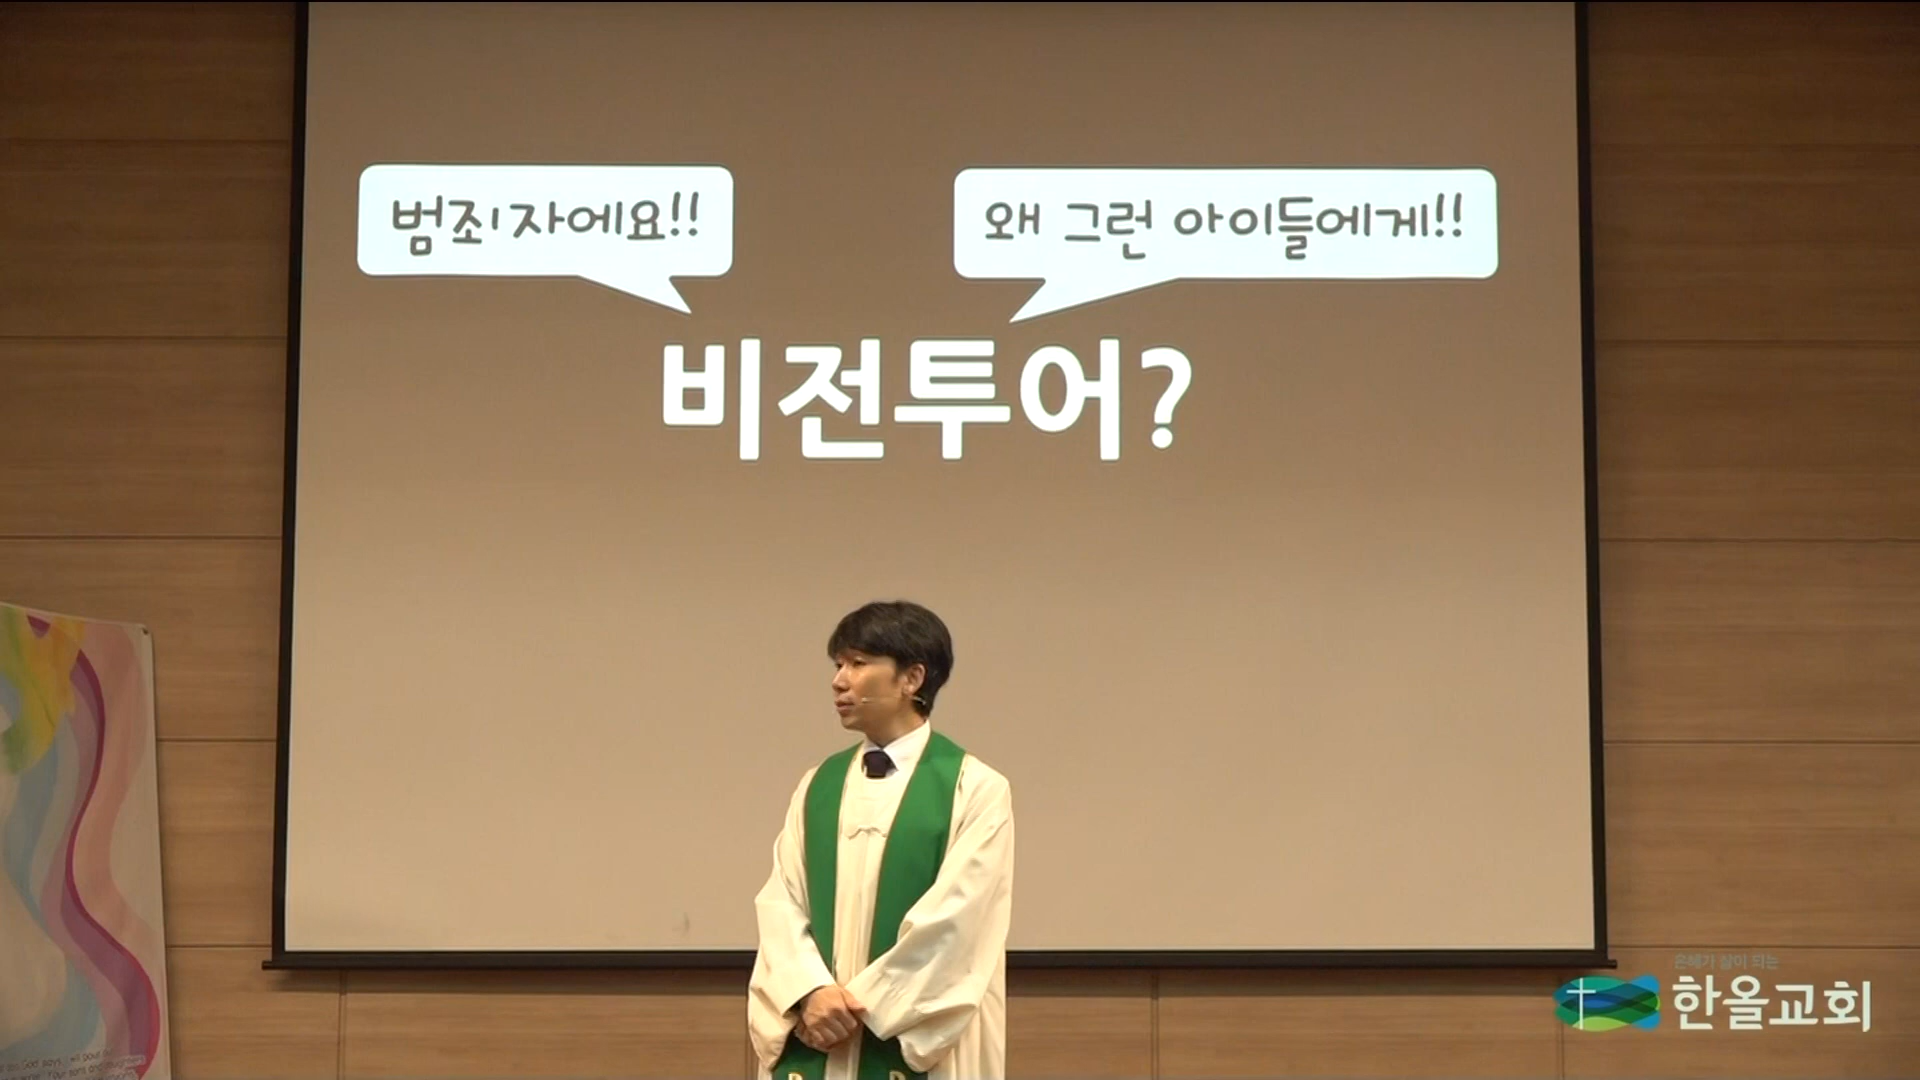 범죄자에요!!
왜 그런 아이들에게!!
비전투어?
은혜가 삶이 되는
한올교회